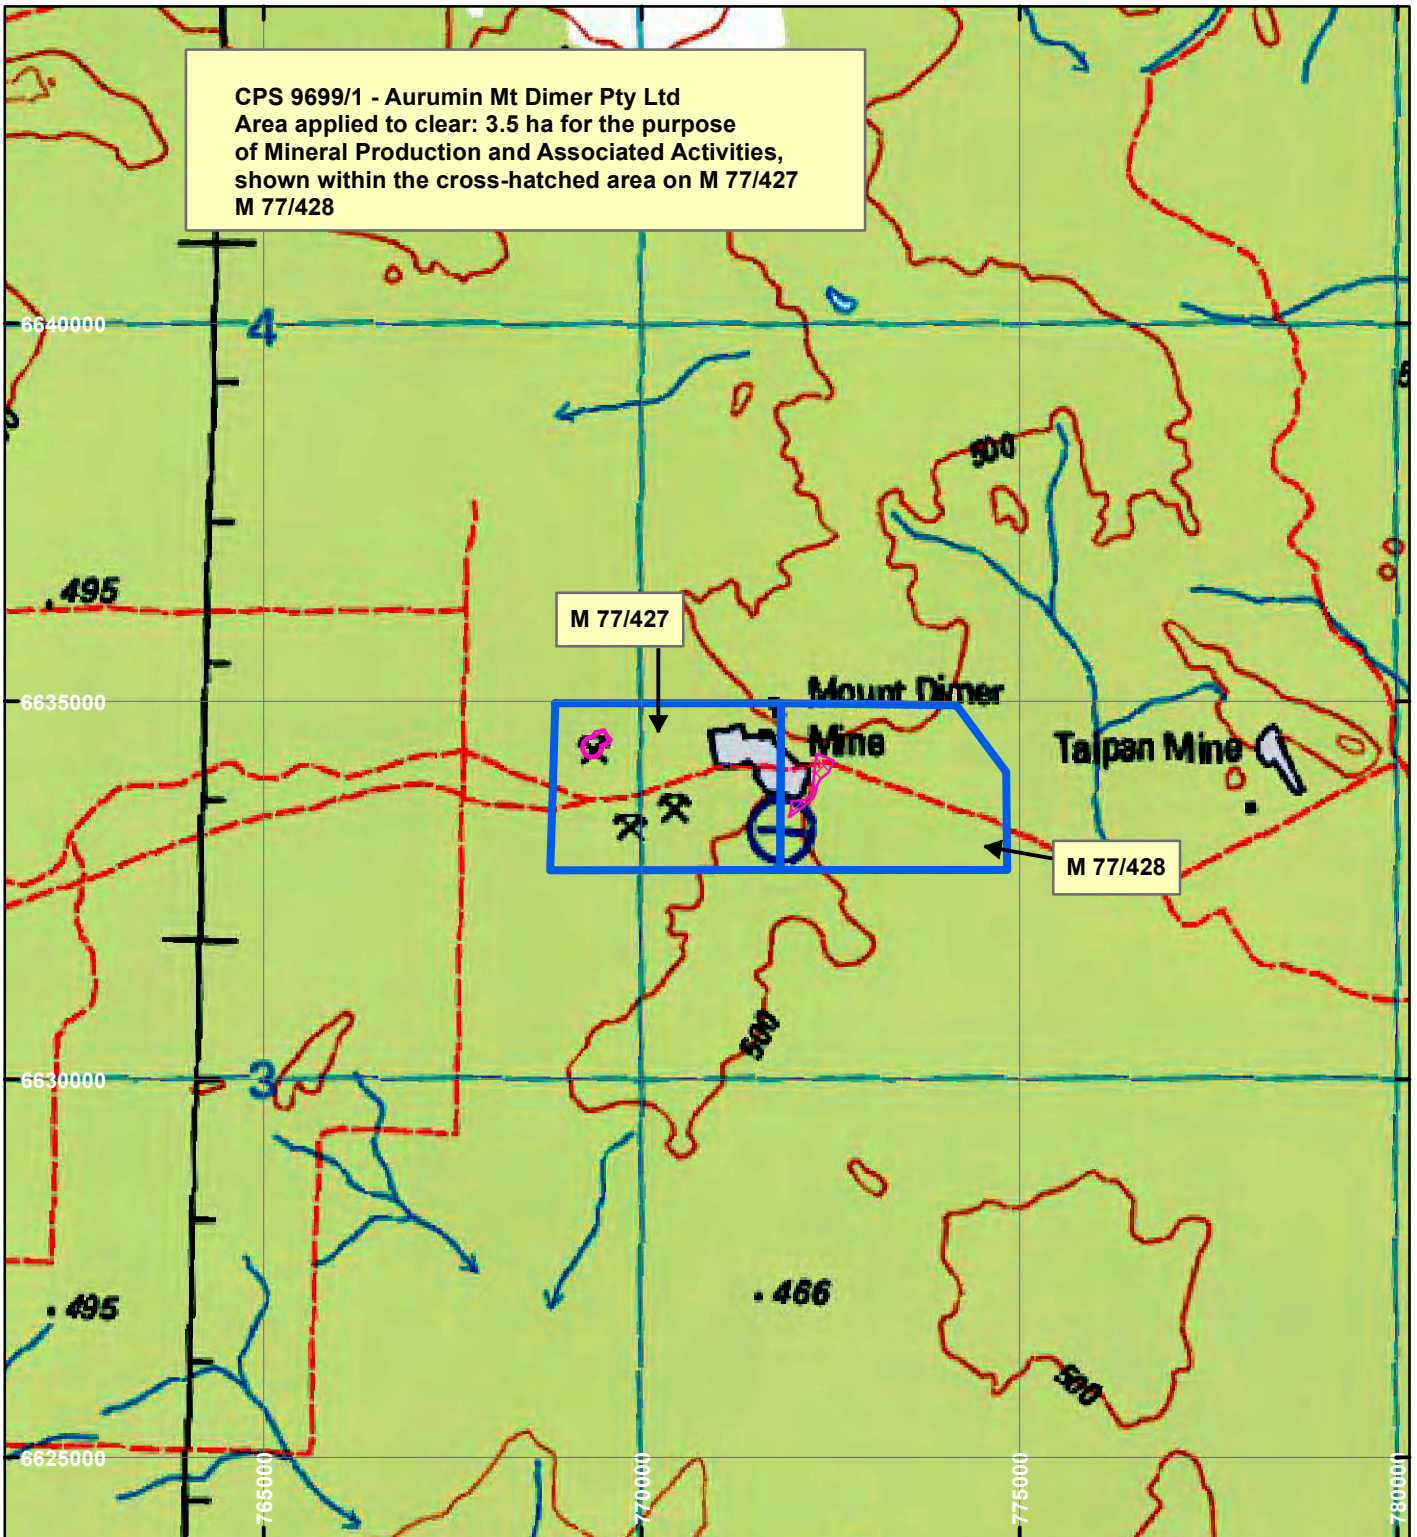 CPS 9699/1 - Aurumin Mt Dimer Pty Ltd
Area applied to clear: 3.5 ha for the purpose
of Mineral Production and Associated Activities,
shown within the cross-hatched area on M 77/427
M 77/428
6640000
4
500
495
M 77/427
6635000
Mount Dimer
Mine
Taipan Mine
M 77/428
500
6630000
3
466
495
500
6625000
765000
770000
775000
780000